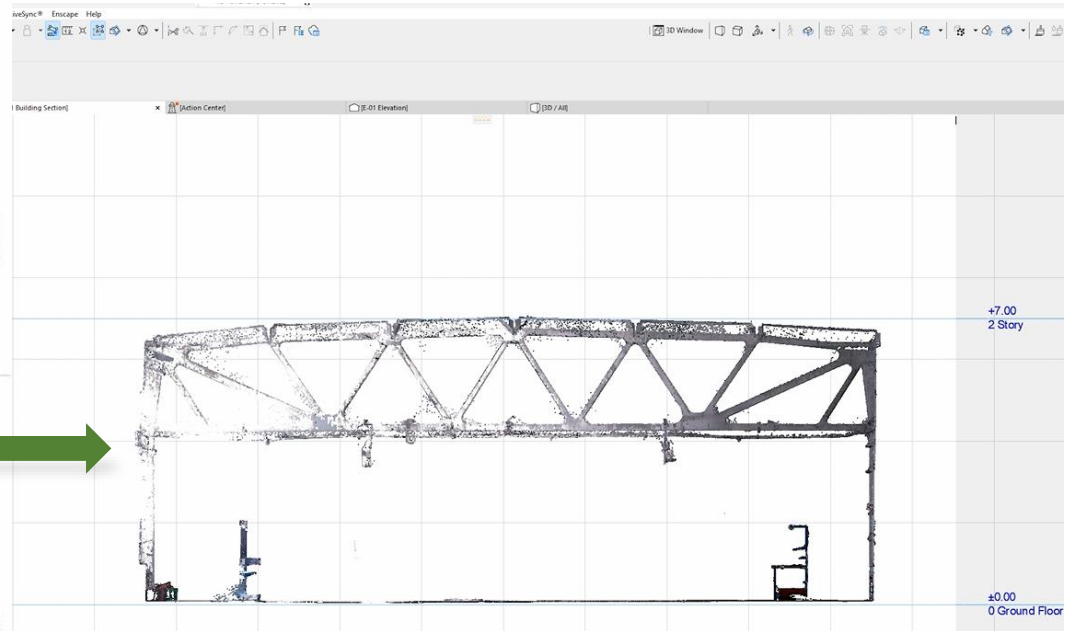 iveSync® Enscape Help
3D Window
Building Section]
[Action Center]
[E-01 Elevation]
[3D / All]
+7.00
2 Story
±0.00
0 Ground Floor